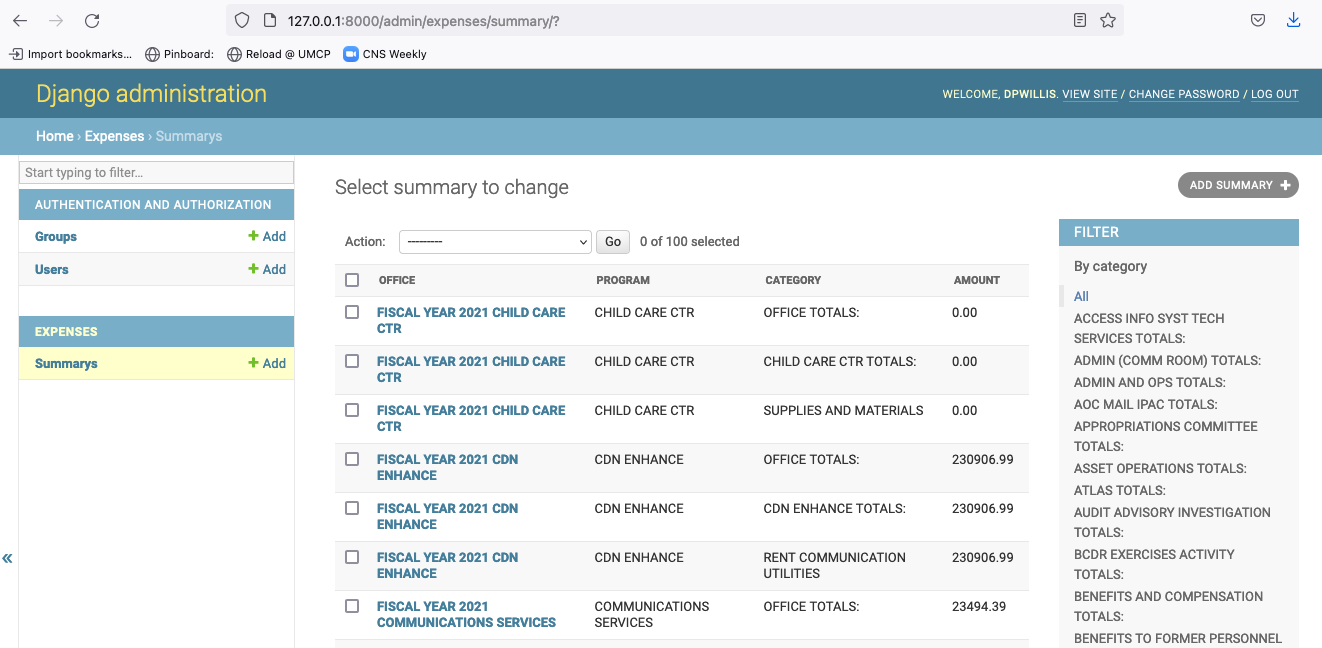 127.0.0.1:8000/admin/expenses/summary/?
Import bookmarks... Pinboard: Reload @ UMCP CNS Weekly
Django administration
WELCOME, DPWILLIS. VIEW SITE / CHANGE PASSWORD / LOG OUT
Home › Expenses › Summarys
Start typing to filter...
AUTHENTICATION AND AUTHORIZATION
Groups + Add
Users + Add
EXPENSES
Summarys + Add
«
Select summary to change
ADD SUMMARY +
Action: --------- Go 0 of 100 selected
OFFICE PROGRAM CATEGORY AMOUNT
FISCAL YEAR 2021 CHILD CARE CHILD CARE CTR OFFICE TOTALS: 0.00
CTR
FISCAL YEAR 2021 CHILD CARE CHILD CARE CTR CHILD CARE CTR TOTALS: 0.00
CTR
FISCAL YEAR 2021 CHILD CARE CHILD CARE CTR SUPPLIES AND MATERIALS 0.00
CTR
FISCAL YEAR 2021 CDN CDN ENHANCE OFFICE TOTALS: 230906.99
ENHANCE
FISCAL YEAR 2021 CDN CDN ENHANCE CDN ENHANCE TOTALS: 230906.99
ENHANCE
FISCAL YEAR 2021 CDN CDN ENHANCE RENT COMMUNICATION 230906.99
ENHANCE UTILITIES
FISCAL YEAR 2021 COMMUNICATIONS OFFICE TOTALS: 23494.39
COMMUNICATIONS SERVICES SERVICES
FILTER
By category
All
ACCESS INFO SYST TECH
SERVICES TOTALS:
ADMIN (COMM ROOM) TOTALS:
ADMIN AND OPS TOTALS:
AOC MAIL IPAC TOTALS:
APPROPRIATIONS COMMITTEE
TOTALS:
ASSET OPERATIONS TOTALS:
ATLAS TOTALS:
AUDIT ADVISORY INVESTIGATION
TOTALS:
BCDR EXERCISES ACTIVITY
TOTALS:
BENEFITS AND COMPENSATION
TOTALS:
BENEFITS TO FORMER PERSONNEL